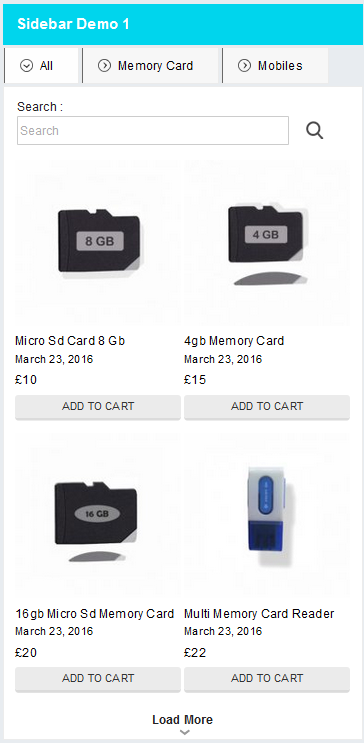 Sidebar Demo 1
All Memory Card Mobiles
Search :
Search
8 GB 4 GB
Micro Sd Card 8 Gb 4gb Memory Card
March 23, 2016 March 23, 2016
£10 £15
ADD TO CART ADD TO CART
16 GB
16gb Micro Sd Memory Card Multi Memory Card Reader
March 23, 2016 March 23, 2016
£20 £22
ADD TO CART ADD TO CART
Load More